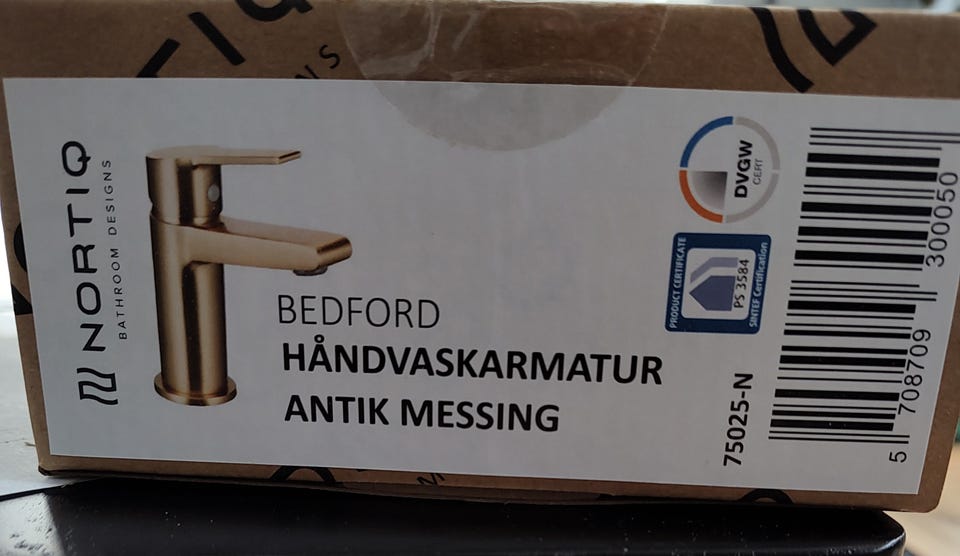 NORTIQ
BATHROOM DESIGNS
BEDFORD
HÅNDVASKARMATUR
ANTIK MESSING
DVGW
CERT
PRODUCT CERTIFICATE
PS 3584
SINTEF Certification
75025-N
5 708709 300050